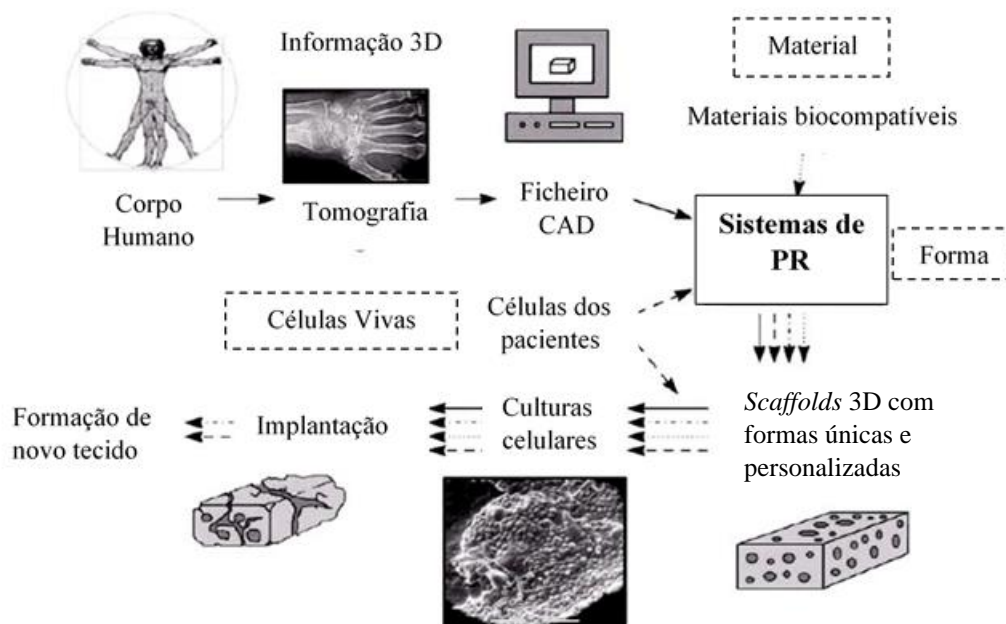 Informação 3D
Material
Materiais biocompatíveis
Corpo
Humano
Tomografia
Ficheiro
CAD
Sistemas de
PR
Forma
Células Vivas
Células dos
pacientes
Formação de
novo tecido
Implantação
Culturas
celulares
Scaffolds 3D com
formas únicas e
personalizadas